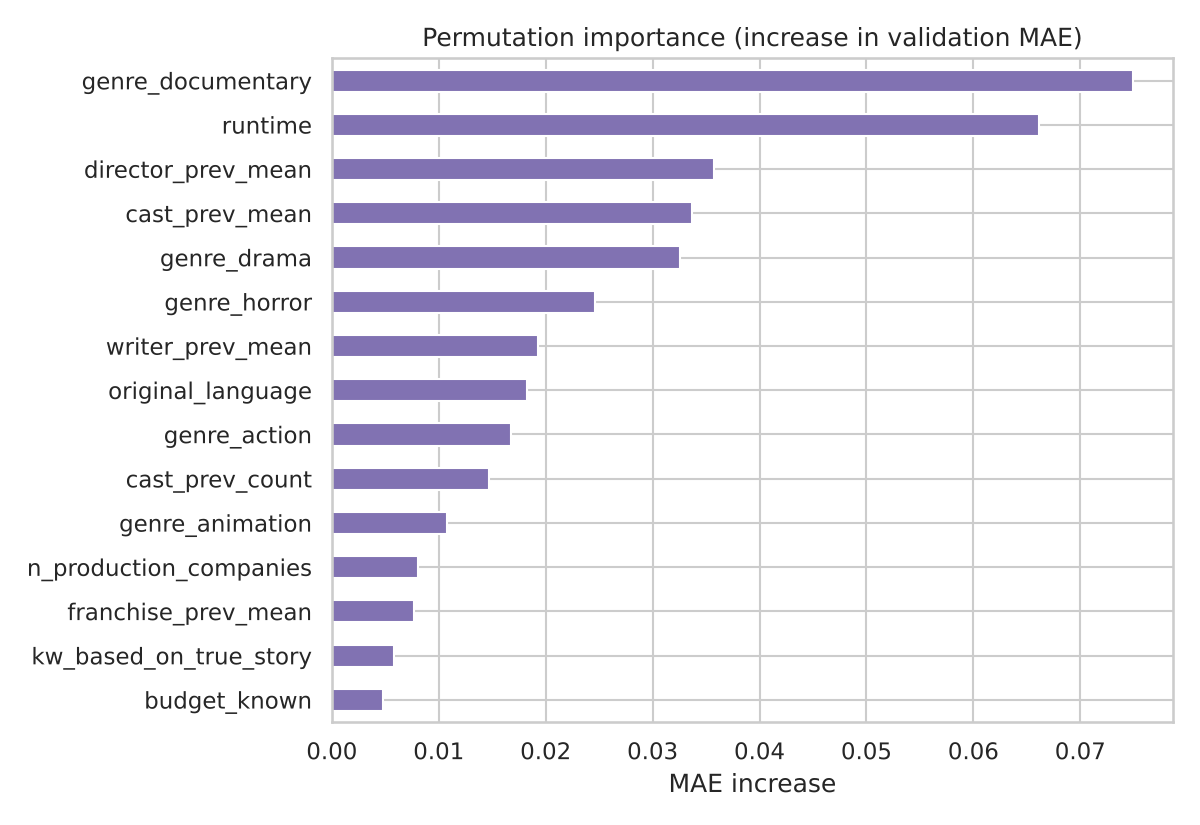 Permutation importance (increase in validation MAE)
genre_documentary
runtime
director_prev_mean
cast_prev_mean
genre_drama
genre_horror
writer_prev_mean
original_language
genre_action
cast_prev_count
genre_animation
n_production_companies
franchise_prev_mean
kw_based_on_true_story
budget_known
0.00 0.01 0.02 0.03 0.04 0.05 0.06 0.07
MAE increase